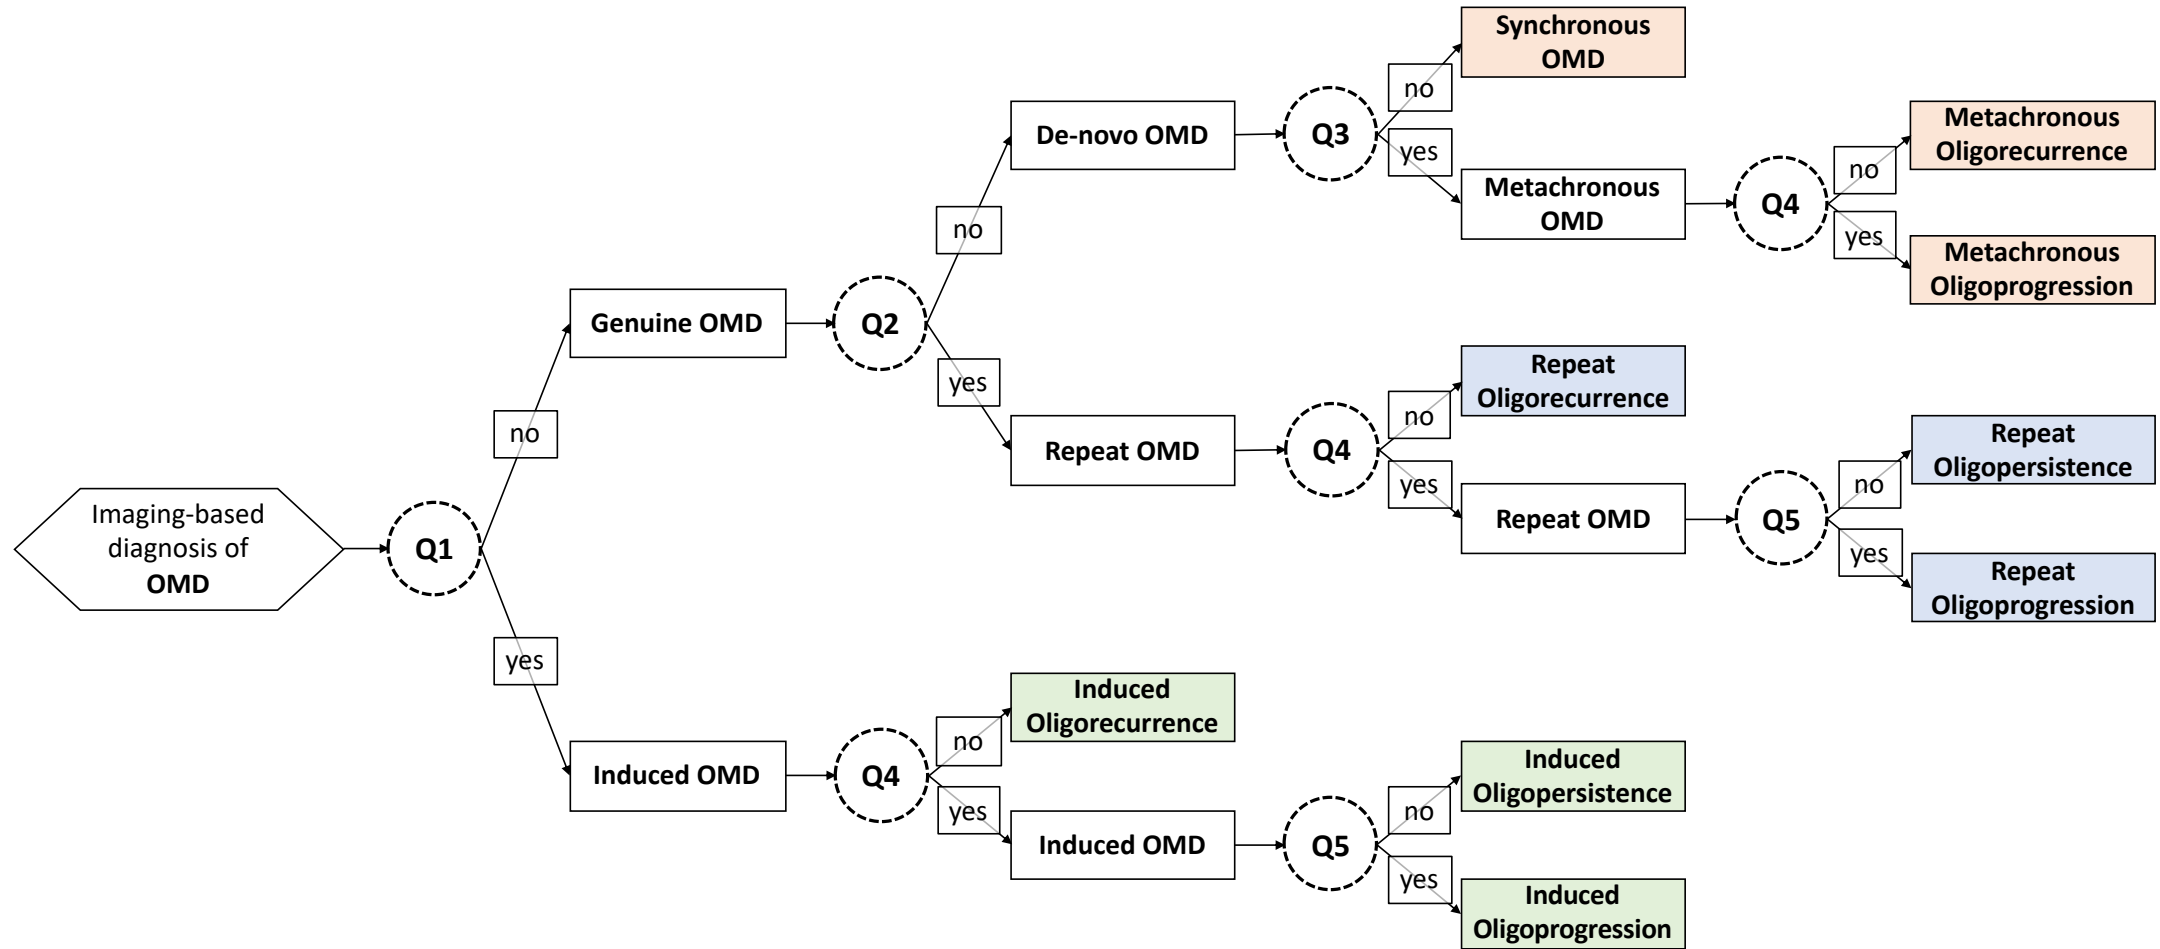 Imaging-based
diagnosis of
OMD
Q1
no
yes
Genuine OMD
Q2
no
yes
De-novo OMD
Q3
no
yes
Synchronous
OMD
Metachronous
OMD
Q4
no
yes
Metachronous
Oligorecurrence
Metachronous
Oligoprogression
Repeat OMD
Q4
no
yes
Repeat
Oligorecurrence
Repeat OMD
Q5
no
yes
Repeat
Oligopersistence
Repeat
Oligoprogression
Induced OMD
Q4
no
yes
Induced
Oligorecurrence
Induced OMD
Q5
no
yes
Induced
Oligopersistence
Induced
Oligoprogression